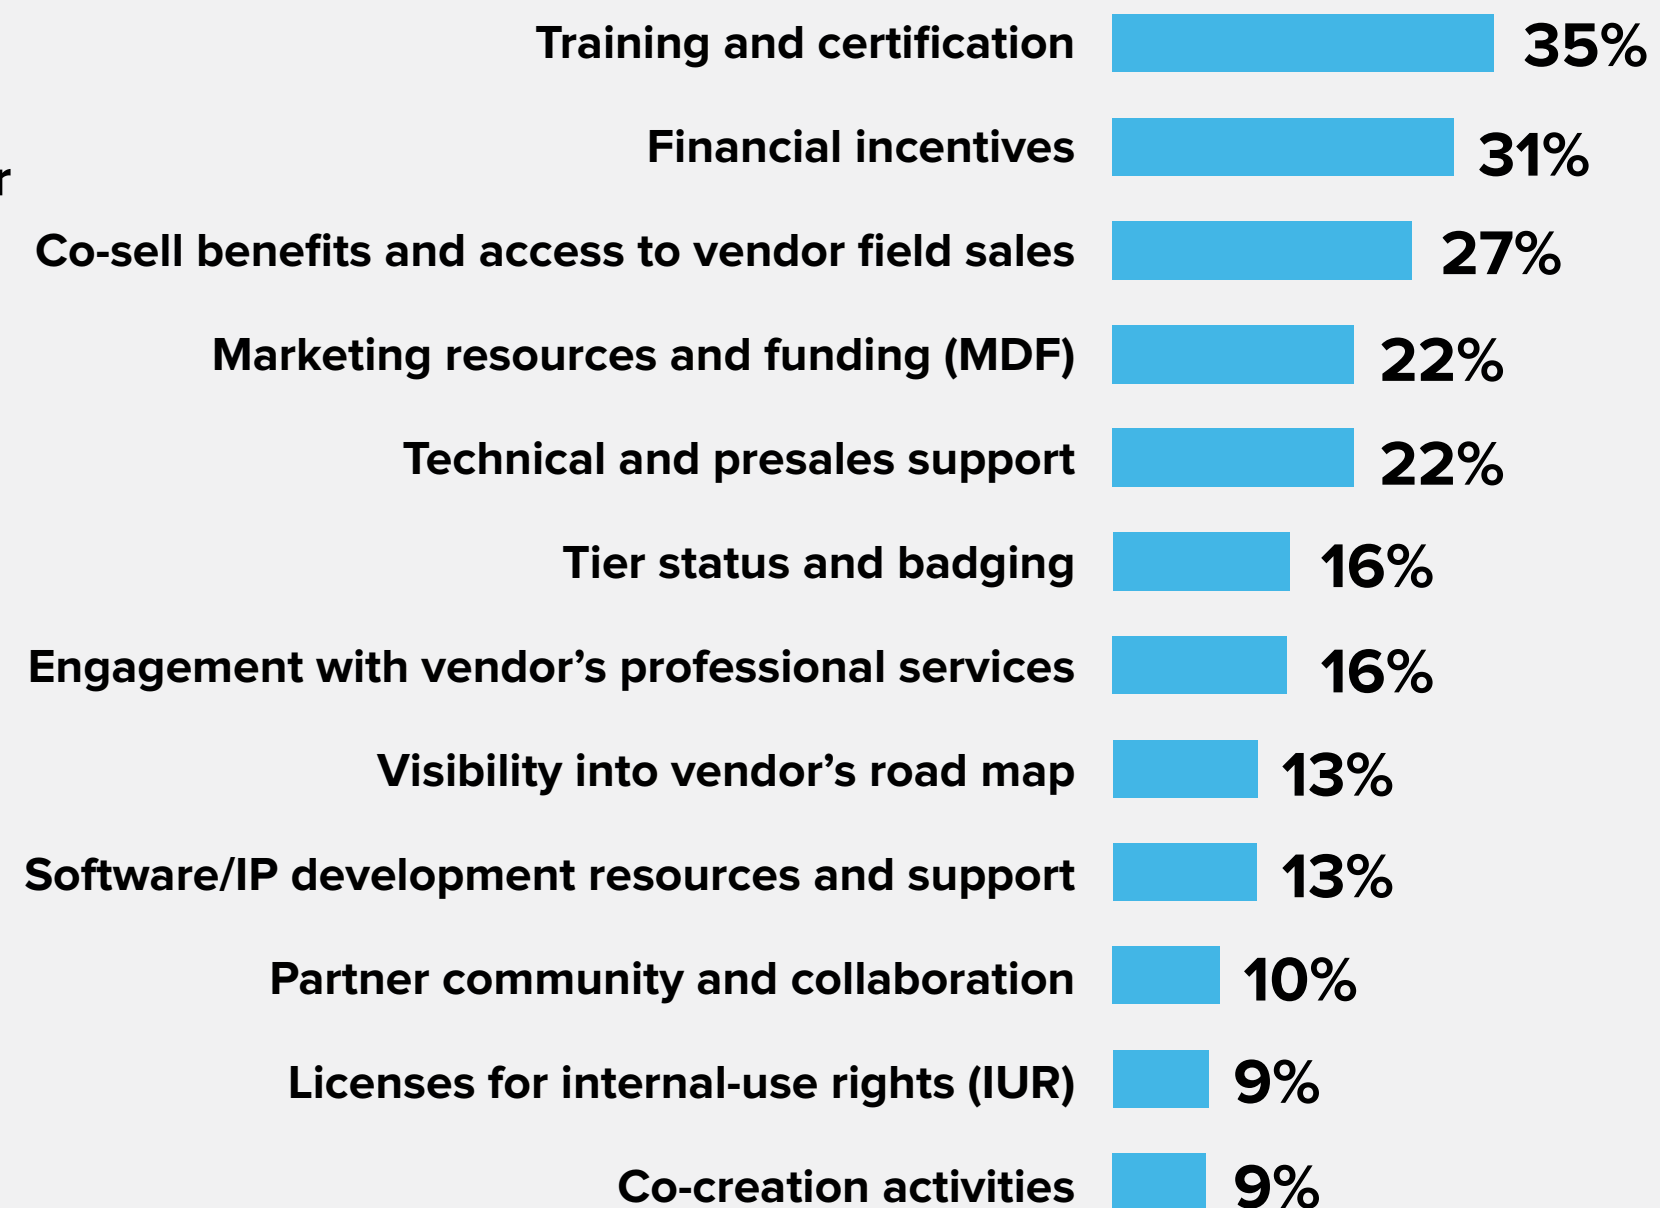 Training and certification 35%
Financial incentives 31%
r
Co-sell benefits and access to vendor field sales 27%
Marketing resources and funding (MDF) 22%
Technical and presales support 22%
Tier status and badging 16%
Engagement with vendor’s professional services 16%
Visibility into vendor’s road map 13%
Software/IP development resources and support 13%
Partner community and collaboration 10%
Licenses for internal-use rights (IUR) 9%
Co-creation activities 9%